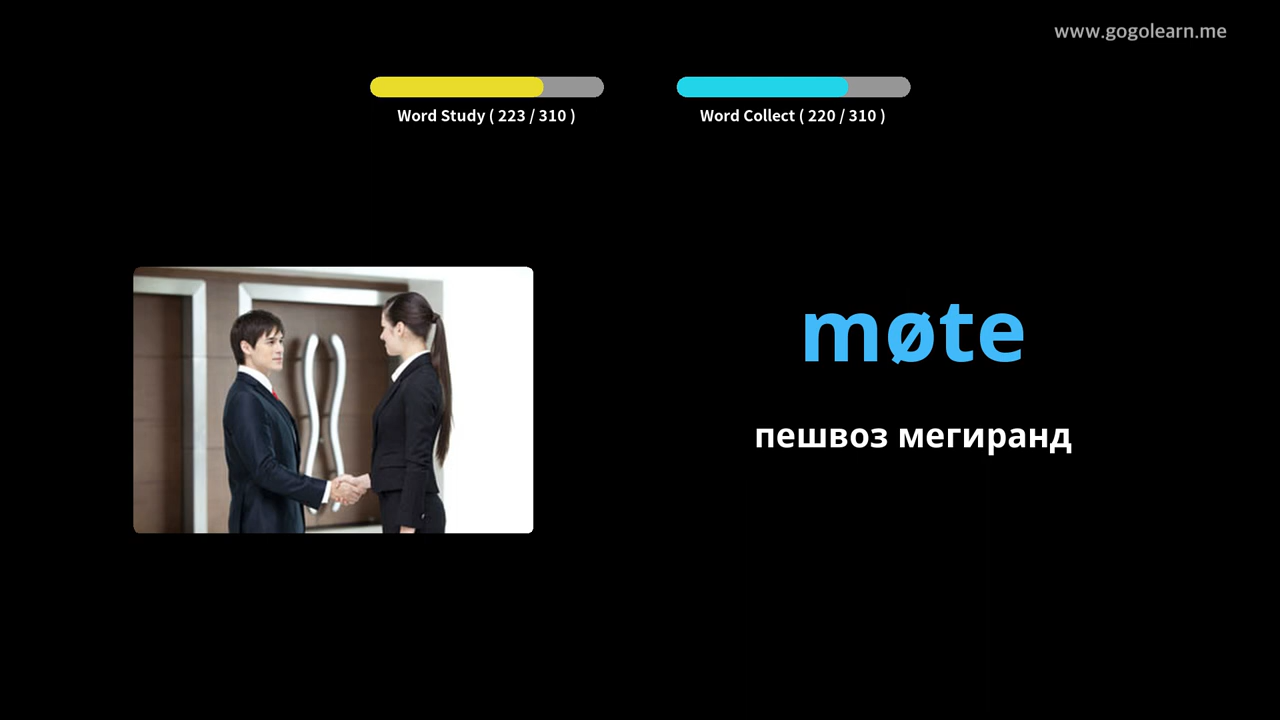 www.gogolearn.me
Word Study ( 223 / 310 )
Word Collect ( 220 / 310 )
møte
пешвоз мегиранд